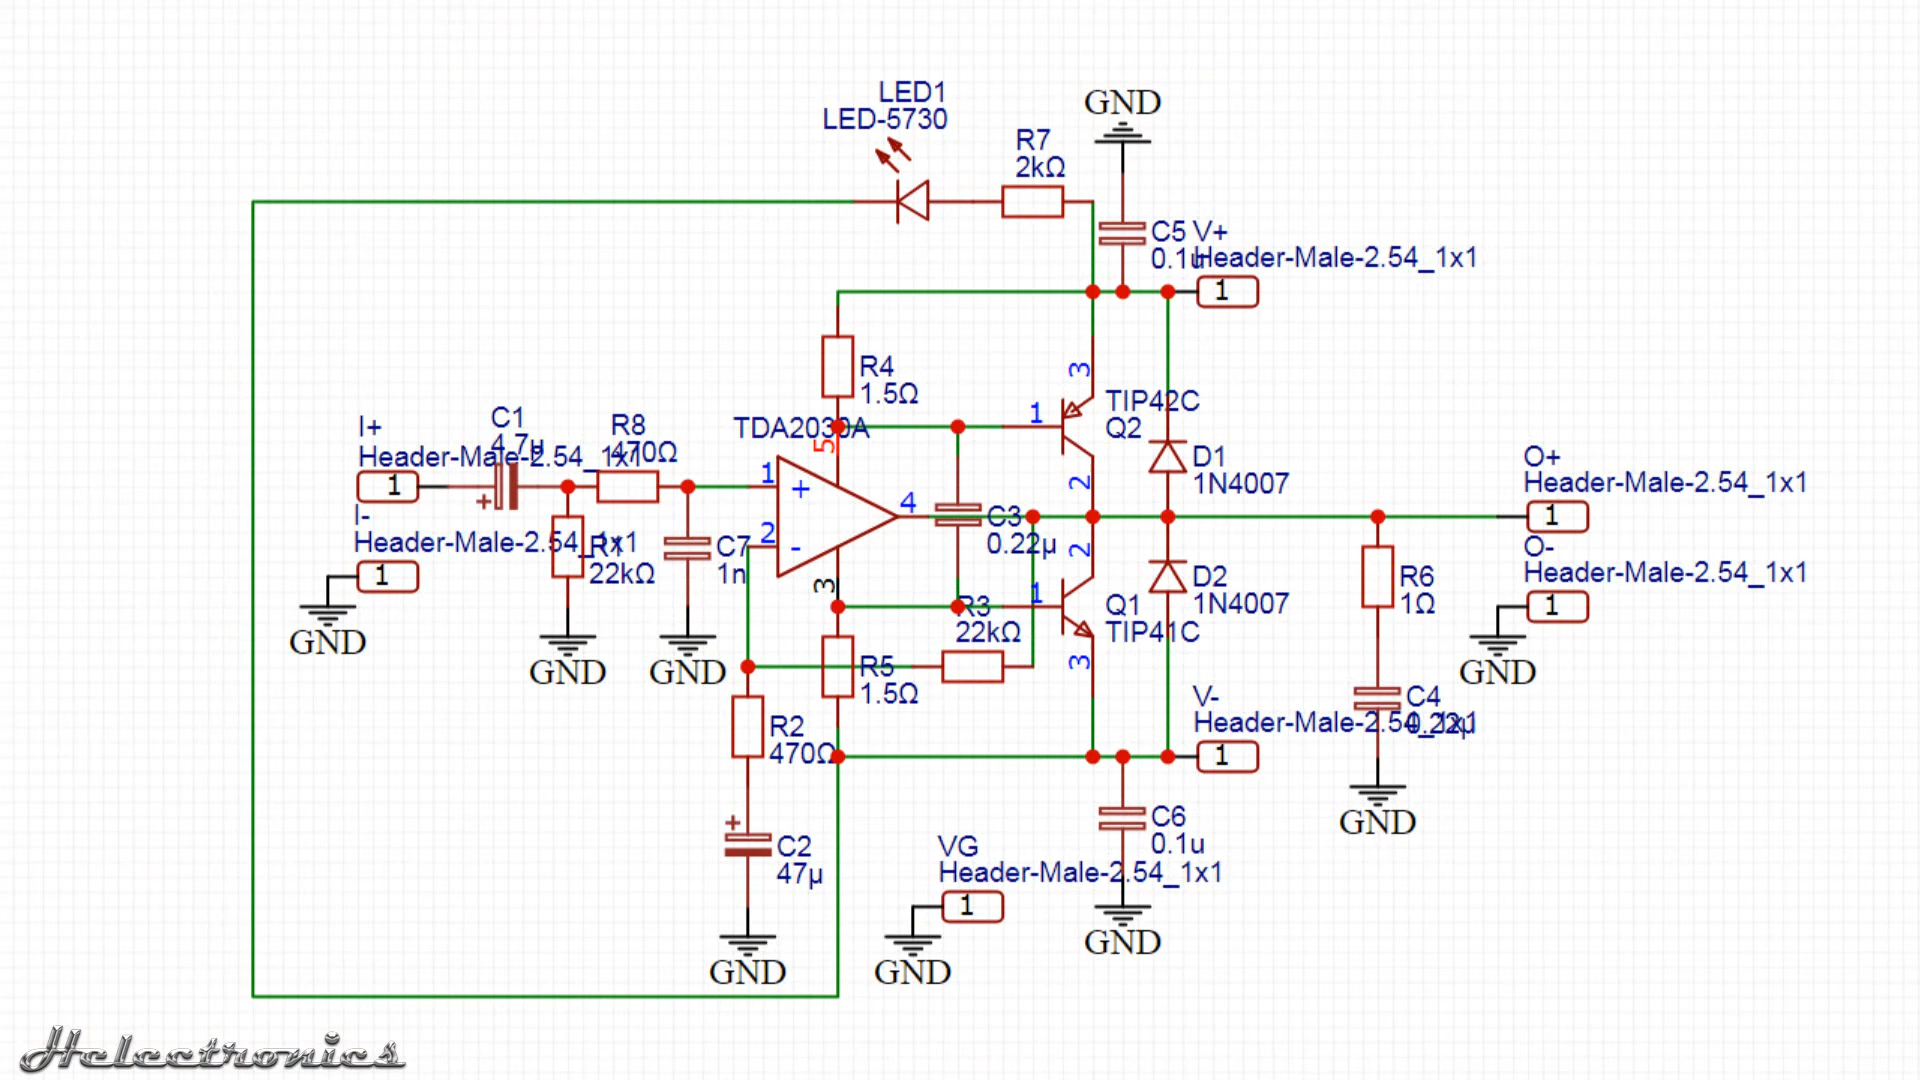 LED1
LED-5730
GND
R7
2kΩ
C5
0.1u
V+
Header-Male-2.54_1x1
1
R4
1.5Ω
3
TIP42C
Q2
1
2
TDA2030A
5
I+
Header-Male-2.54_1x1
1
C1
4.7µ
+
R8
470Ω
1
+
2
-
4
3
I-
Header-Male-2.54_1x1
1
GND
R1
22kΩ
GND
C7
1n
GND
C3
0.22µ
D1
1N4007
O+
Header-Male-2.54_1x1
1
O-
Header-Male-2.54_1x1
1
GND
2
1
Q1
TIP41C
3
D2
1N4007
R6
1Ω
R3
22kΩ
R5
1.5Ω
R2
470Ω
V-
Header-Male-2.54_1x1
1
C4
0.22µ
GND
+
C2
47µ
GND
VG
Header-Male-2.54_1x1
1
GND
C6
0.1u
GND
Helectronics